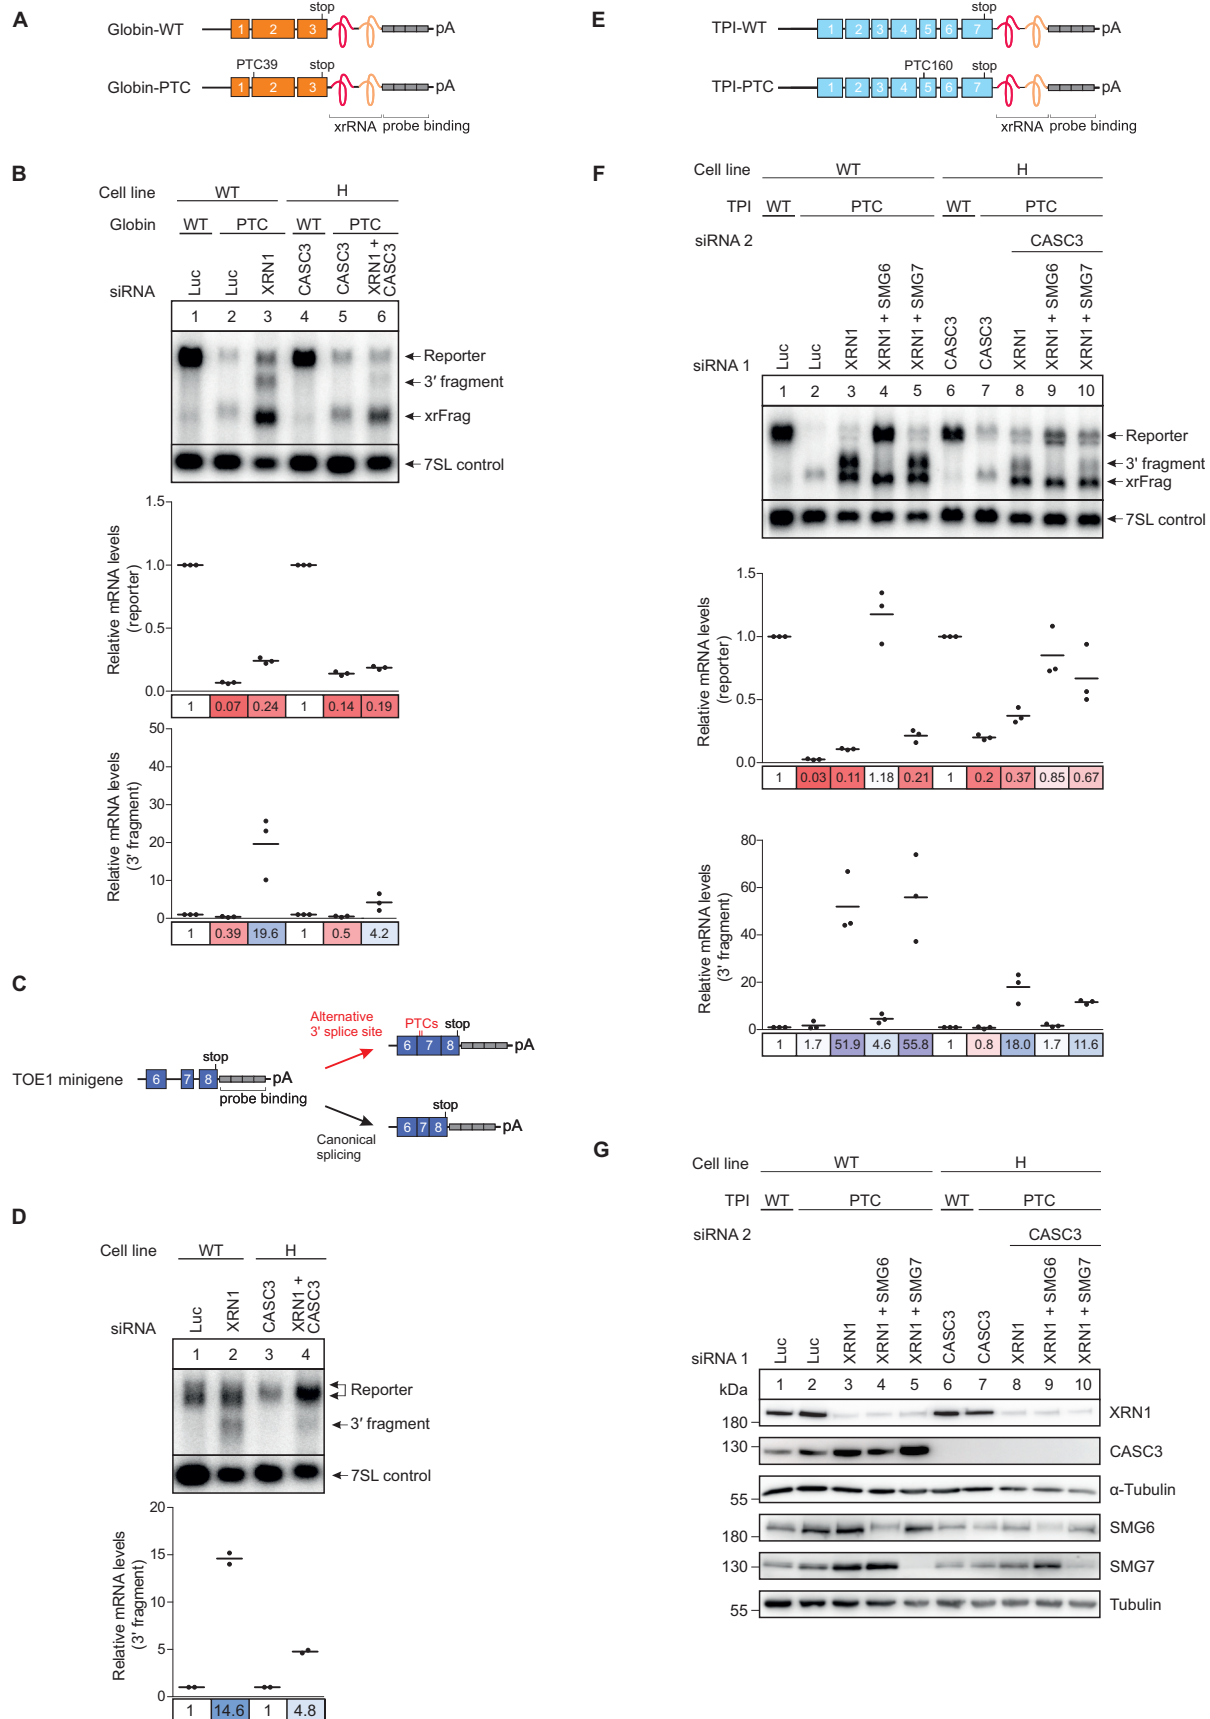 A
Globin-WT
1 2 3
stop
pA
Globin-PTC
PTC39
1 2 3
stop
pA
xrRNA
probe binding
B
Cell line
WT H
Globin
WT PTC WT PTC
siRNA
Luc Luc XRN1 CASC3 CASC3 XRN1 + CASC3
1 2 3 4 5 6
Reporter
3′ fragment
xrFrag
7SL control
Relative mRNA levels
(reporter)
1.5
1.0
0.5
0.0
1 0.07 0.24 1 0.14 0.19
Relative mRNA levels
(3′ fragment)
50
40
30
20
10
0
1 0.39 19.6 1 0.5 4.2
C
TOE1 minigene
6 7 8
stop
pA
probe binding
Alternative
3′ splice site
PTCs
stop
6 7 8
pA
Canonical
splicing
stop
6 7 8
pA
D
Cell line
WT H
siRNA
Luc XRN1 CASC3 XRN1 + CASC3
1 2 3 4
Reporter
3′ fragment
7SL control
Relative mRNA levels
(3′ fragment)
20
15
10
5
0
1 14.6 1 4.8
E
TPI-WT
1 2 3 4 5 6 7
stop
pA
TPI-PTC
PTC160
1 2 3 4 5 6 7
stop
pA
xrRNA
probe binding
F
Cell line
WT H
TPI
WT PTC WT PTC
siRNA 2
CASC3
siRNA 1
Luc Luc XRN1 XRN1 + SMG6 XRN1 + SMG7 CASC3 CASC3 XRN1 XRN1 + SMG6 XRN1 + SMG7
1 2 3 4 5 6 7 8 9 10
Reporter
3′ fragment
xrFrag
7SL control
Relative mRNA levels
(reporter)
1.5
1.0
0.5
0.0
1 0.03 0.11 1.18 0.21 1 0.2 0.37 0.85 0.67
Relative mRNA levels
(3′ fragment)
80
60
40
20
0
1 1.7 51.9 4.6 55.8 1 0.8 18.0 1.7 11.6
G
Cell line
WT H
TPI
WT PTC WT PTC
siRNA 2
CASC3
siRNA 1
Luc Luc XRN1 XRN1 + SMG6 XRN1 + SMG7 CASC3 CASC3 XRN1 XRN1 + SMG6 XRN1 + SMG7
kDa
1 2 3 4 5 6 7 8 9 10
180
XRN1
130
CASC3
55
α-Tubulin
180
SMG6
130
SMG7
55
Tubulin